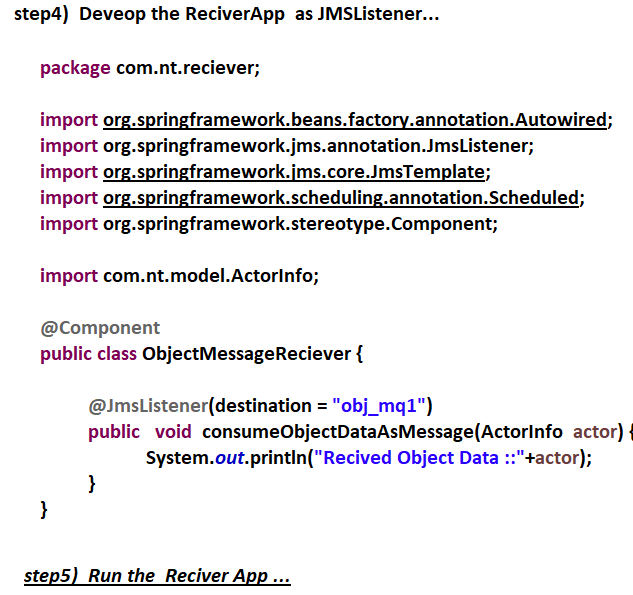 step4)  Deveop the ReciverApp  as JMSListener...
package com.nt.reciever;
import org.springframework.beans.factory.annotation.Autowired;
import org.springframework.jms.annotation.JmsListener;
import org.springframework.jms.core.JmsTemplate;
import org.springframework.scheduling.annotation.Scheduled;
import org.springframework.stereotype.Component;
import com.nt.model.ActorInfo;
@Component
public class ObjectMessageReciever {
@JmsListener(destination = "obj_mq1")
public   void  consumeObjectDataAsMessage(ActorInfo  actor) {
System.out.println("Recived Object Data ::"+actor);
}
}
step5)  Run the  Reciver App ...